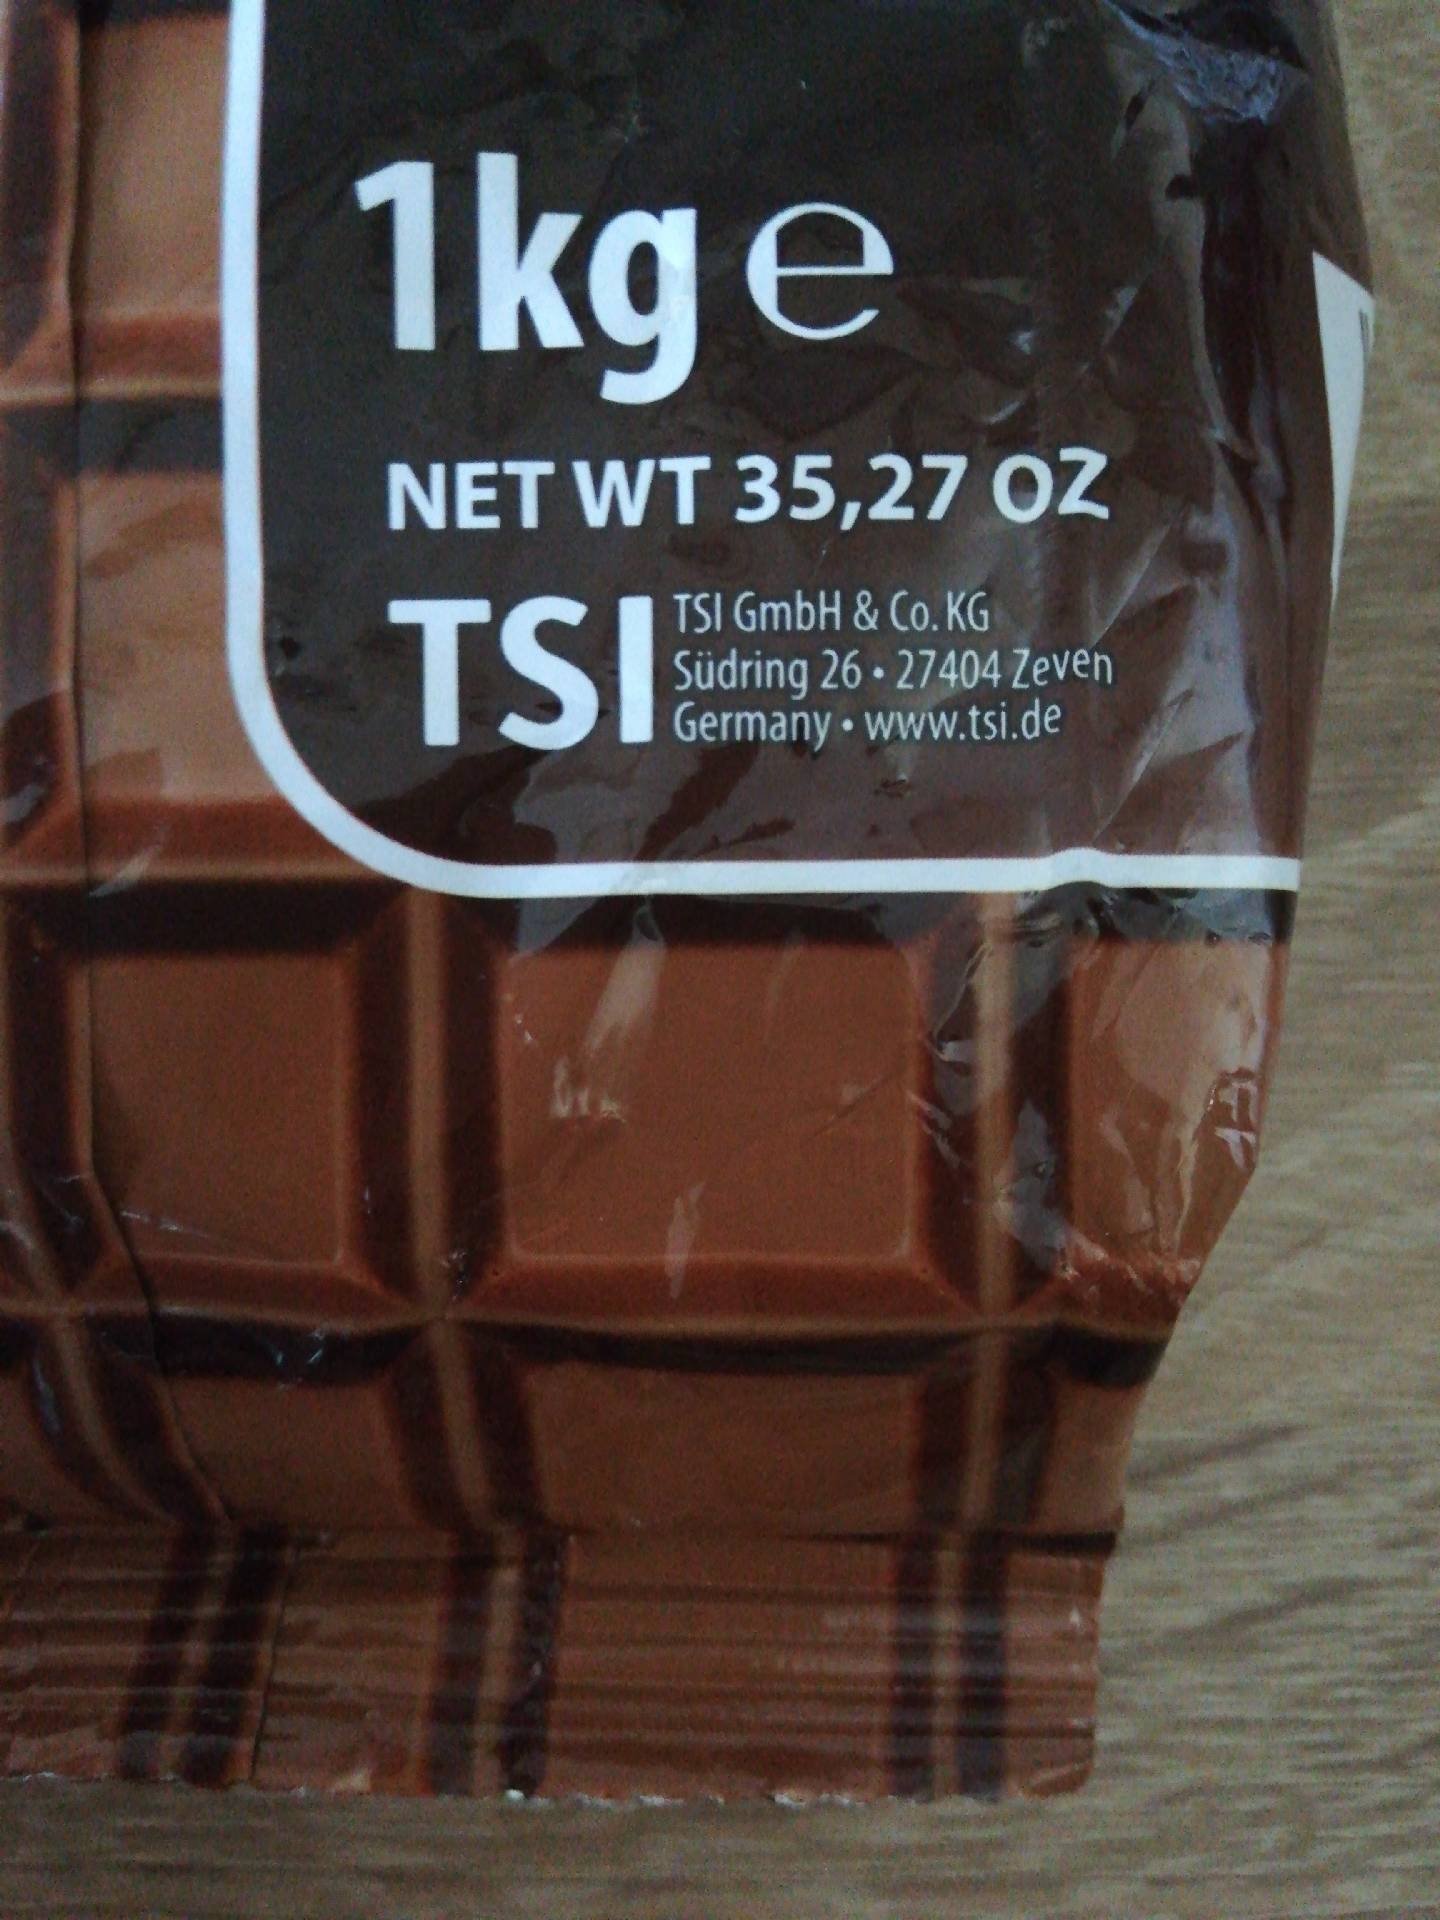 1kg e
NET WT 35,27 OZ
TSI
TSI GmbH & Co. KG
Südring 26 • 27404 Zeven
Germany • www.tsi.de